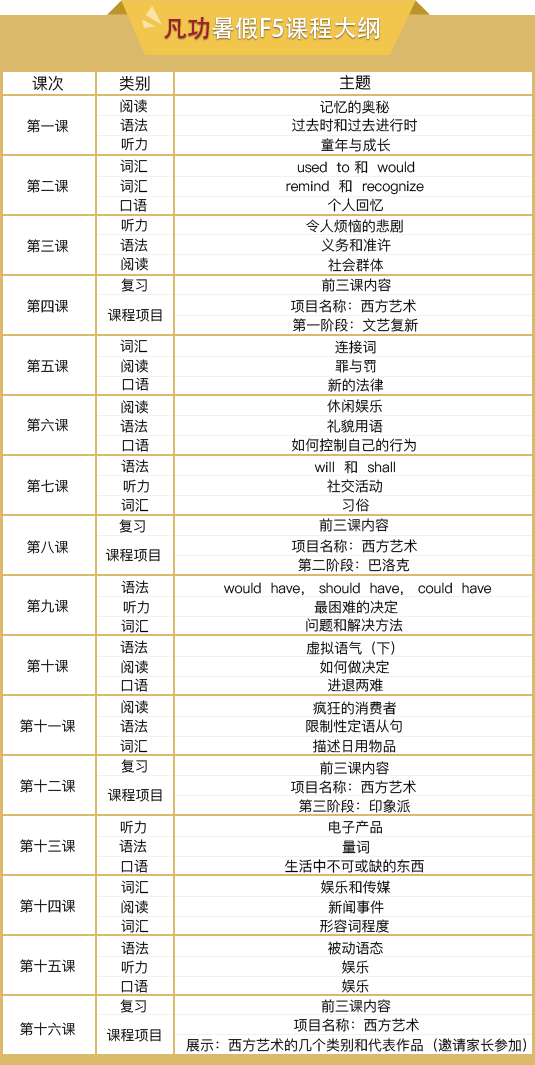 凡功暑假F5课程大纲
课次 类别 主题
第一课
阅读 记忆的奥秘
语法 过去时和过去进行时
听力 童年与成长
第二课
词汇 used to 和 would
词汇 remind 和 recognize
口语 个人回忆
第三课
听力 令人烦恼的悲剧
语法 义务和准许
阅读 社会群体
第四课
复习 前三课内容
课程项目
项目名称：西方艺术
第一阶段：文艺复新
第五课
词汇 连接词
阅读 罪与罚
口语 新的法律
第六课
阅读 休闲娱乐
语法 礼貌用语
口语 如何控制自己的行为
第七课
语法 will 和 shall
听力 社交活动
词汇 习俗
第八课
复习 前三课内容
课程项目
项目名称：西方艺术
第二阶段：巴洛克
第九课
语法 would have, should have, could have
听力 最困难的决定
词汇 问题和解决方法
第十课
语法 虚拟语气（下）
阅读 如何做决定
口语 进退两难
第十一课
阅读 疯狂的消费者
语法 限制性定语从句
词汇 描述日用物品
第十二课
复习 前三课内容
课程项目
项目名称：西方艺术
第三阶段：印象派
第十三课
听力 电子产品
语法 量词
口语 生活中不可或缺的东西
第十四课
词汇 娱乐和传媒
阅读 新闻事件
词汇 形容词程度
第十五课
语法 被动语态
听力 娱乐
口语 娱乐
第十六课
复习 前三课内容
课程项目
项目名称：西方艺术
展示：西方艺术的几个类别和代表作品（邀请家长参加）